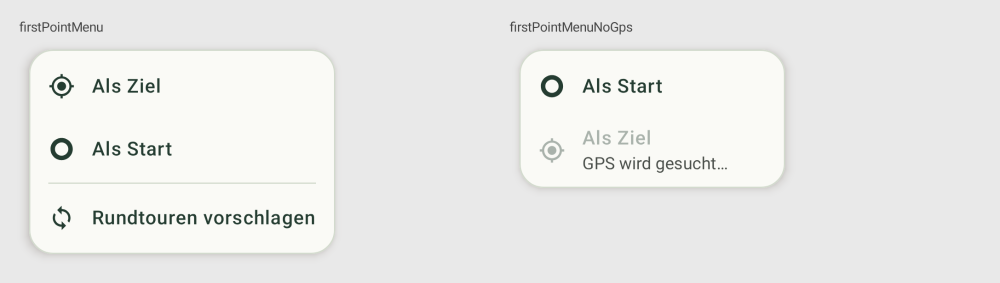 firstPointMenu
Als Ziel
Als Start
Rundtouren vorschlagen
firstPointMenuNoGps
Als Start
Als Ziel
GPS wird gesucht…